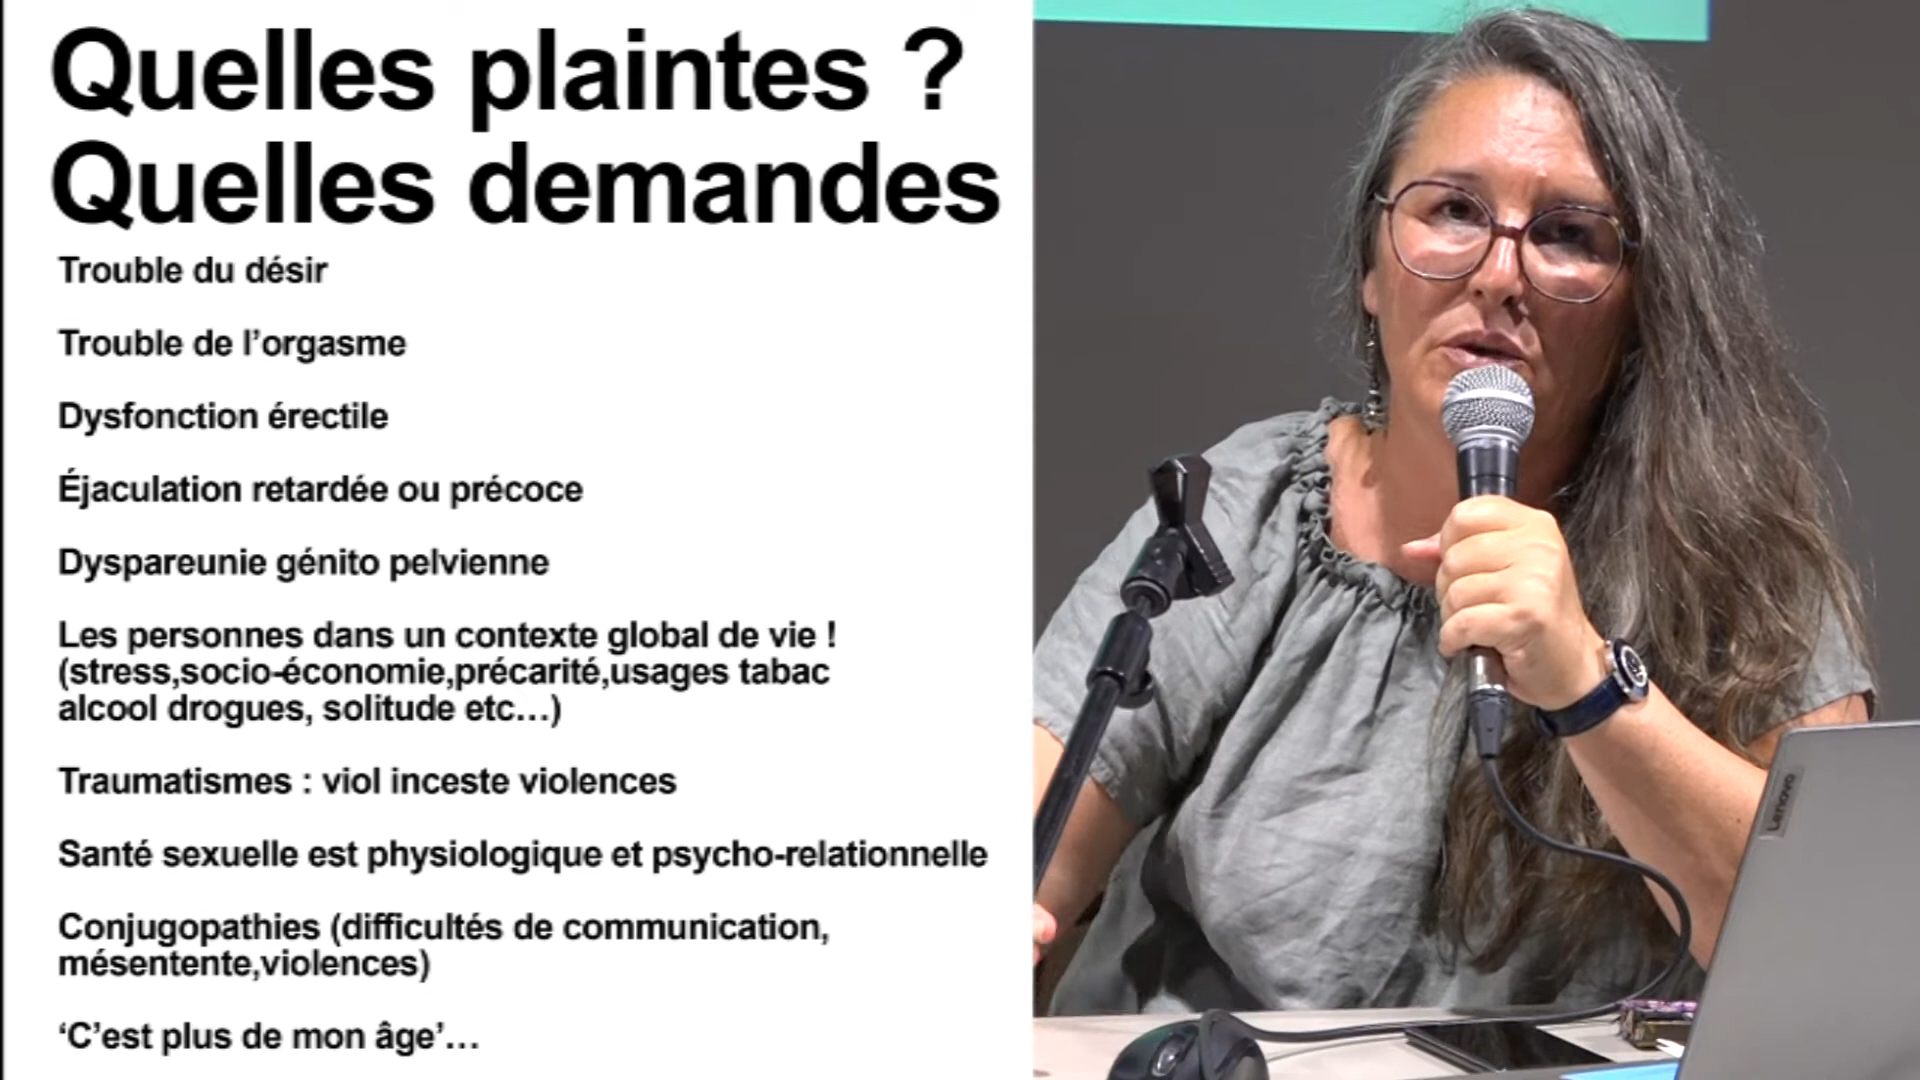 Quelles plaintes ?
Quelles demandes
Trouble du désir
Trouble de l’orgasme
Dysfonction érectile
Éjaculation retardée ou précoce
Dyspareunie génito pelvienne
Les personnes dans un contexte global de vie !
(stress,socio-économie,précarité,usages tabac
alcool drogues, solitude etc…)
Traumatismes : viol inceste violences
Santé sexuelle est physiologique et psycho-relationnelle
Conjugopathies (difficultés de communication,
mésentente,violences)
‘C’est plus de mon âge’…
Lenovo